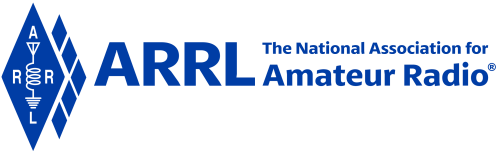 A
R R
L
ARRL
The National Association for
Amateur Radio®